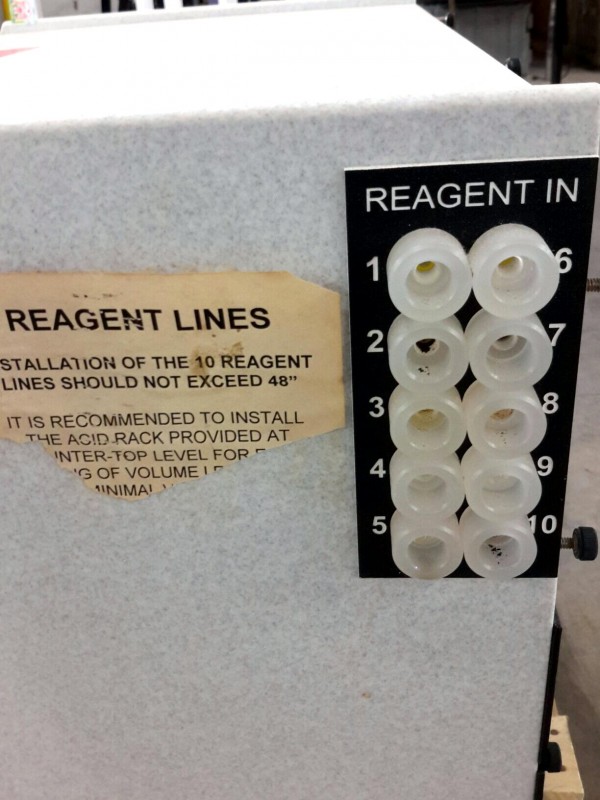 REAGENT LINES
STALLATION OF THE 10 REAGENT
LINES SHOULD NOT EXCEED 48"
IT IS RECOMMENDED TO INSTALL
THE ACID RACK PROVIDED AT
NTER-TOP LEVEL FOR
G OF VOLUME
MINIMAL
REAGENT IN
1 6
2 7
3 8
4 9
5 10